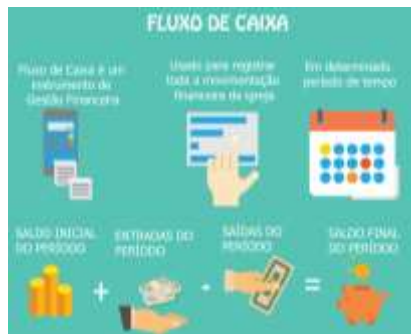 FLUXO DE CAIXA
Fluxo de Caixa é um
Instrumento de
Gestão Financeira
Usado para registrar
toda a movimentação
financeira da igreja
Em determinado
período de tempo
SALDO INICIAL
DO PERÍODO
+
ENTRADAS DO
PERÍODO
-
SAÍDAS DO
PERÍODO
=
SALDO FINAL
DO PERÍODO